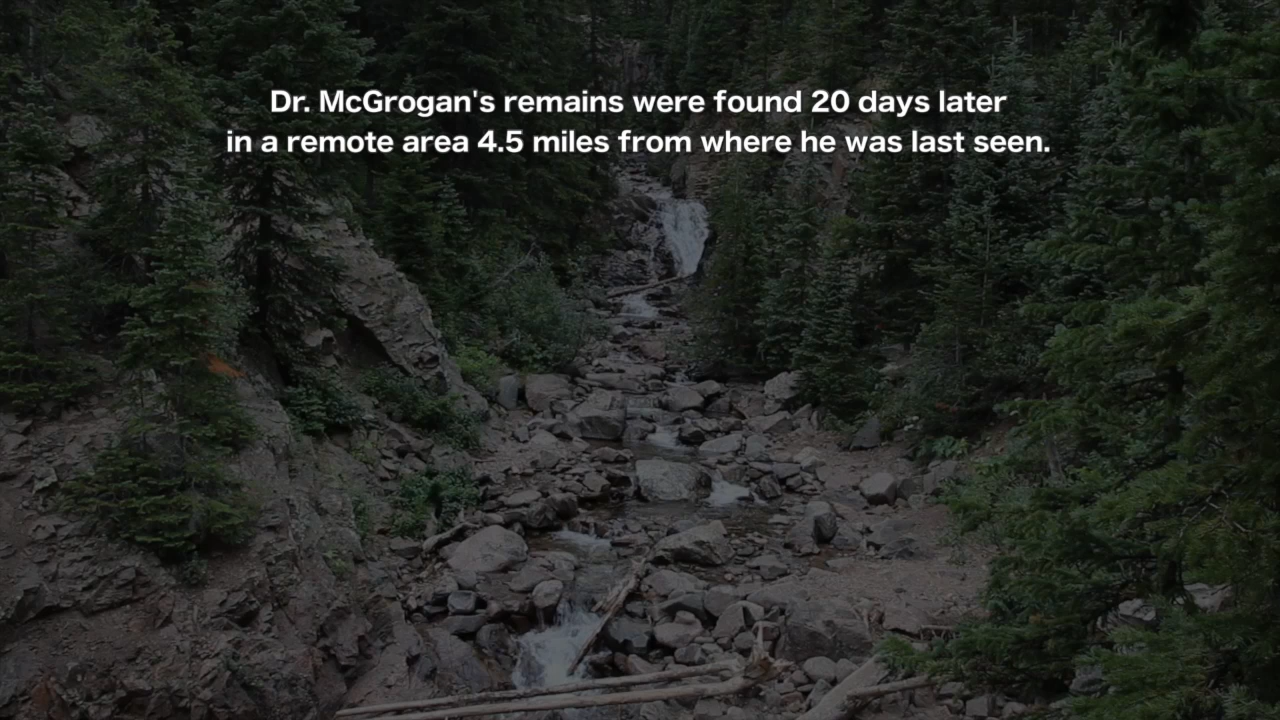 Dr. McGrogan's remains were found 20 days later
in a remote area 4.5 miles from where he was last seen.